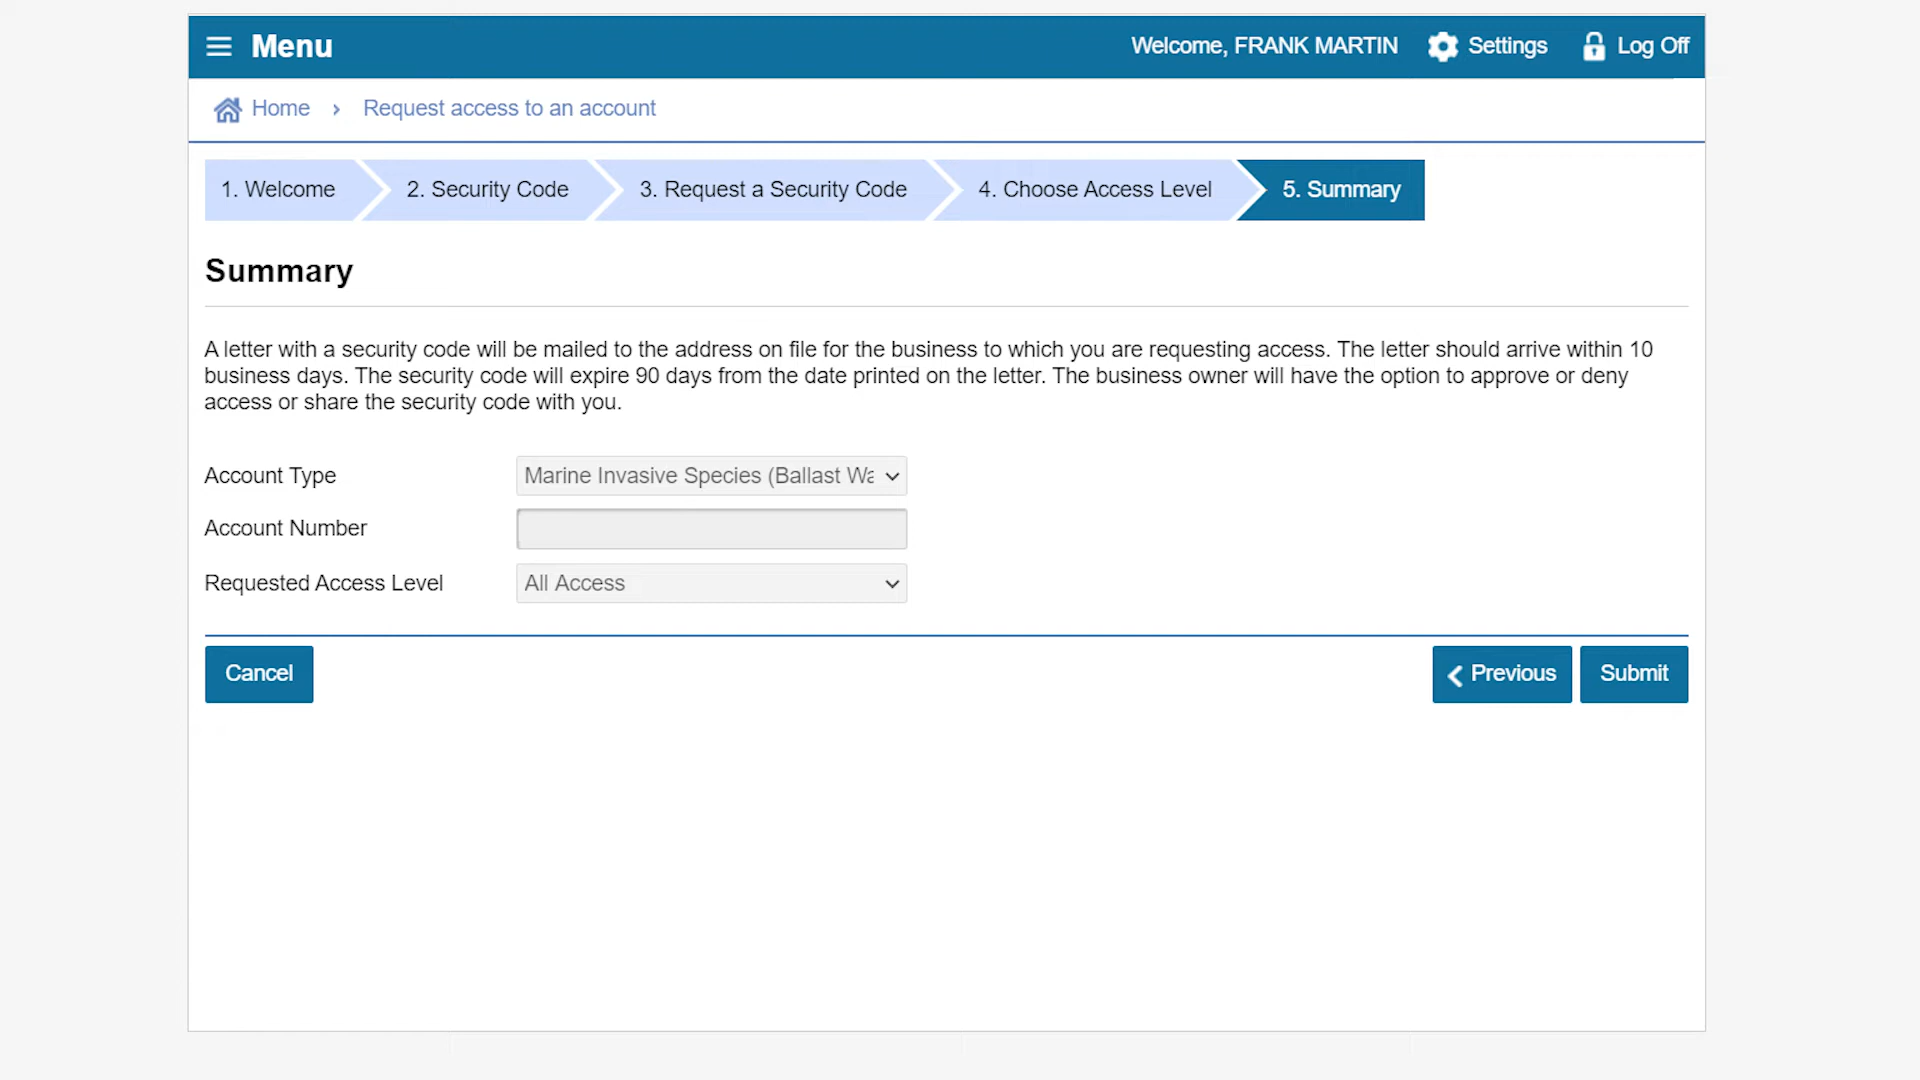 Menu
Welcome, FRANK MARTIN
Settings
Log Off
Home › Request access to an account
1. Welcome
2. Security Code
3. Request a Security Code
4. Choose Access Level
5. Summary
Summary
A letter with a security code will be mailed to the address on file for the business to which you are requesting access. The letter should arrive within 10
business days. The security code will expire 90 days from the date printed on the letter. The business owner will have the option to approve or deny
access or share the security code with you.
Account Type
Marine Invasive Species (Ballast Wa
Account Number
Requested Access Level
All Access
Cancel
Previous
Submit